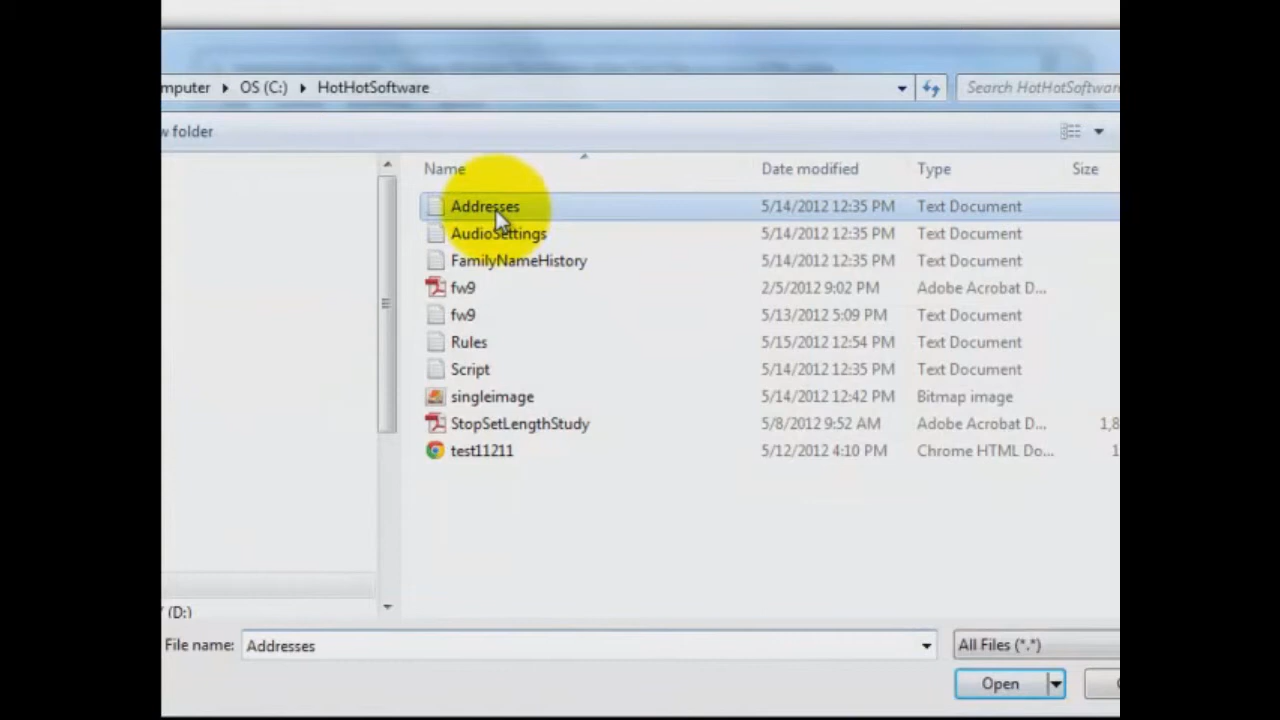 mputer OS (C:) HotHotSoftware Search HotHotSoftwar
w folder
Name Date modified Type Size
Addresses 5/14/2012 12:35 PM Text Document
AudioSettings 5/14/2012 12:35 PM Text Document
FamilyNameHistory 5/14/2012 12:35 PM Text Document
fw9 2/5/2012 9:02 PM Adobe Acrobat D...
fw9 5/13/2012 5:09 PM Text Document
Rules 5/15/2012 12:54 PM Text Document
Script 5/14/2012 12:35 PM Text Document
singleimage 5/14/2012 12:42 PM Bitmap image
StopSetLengthStudy 5/8/2012 9:52 AM Adobe Acrobat D... 1,8
test11211 5/12/2012 4:10 PM Chrome HTML Do... 1
(D:)
File name: Addresses All Files (*.*)
Open